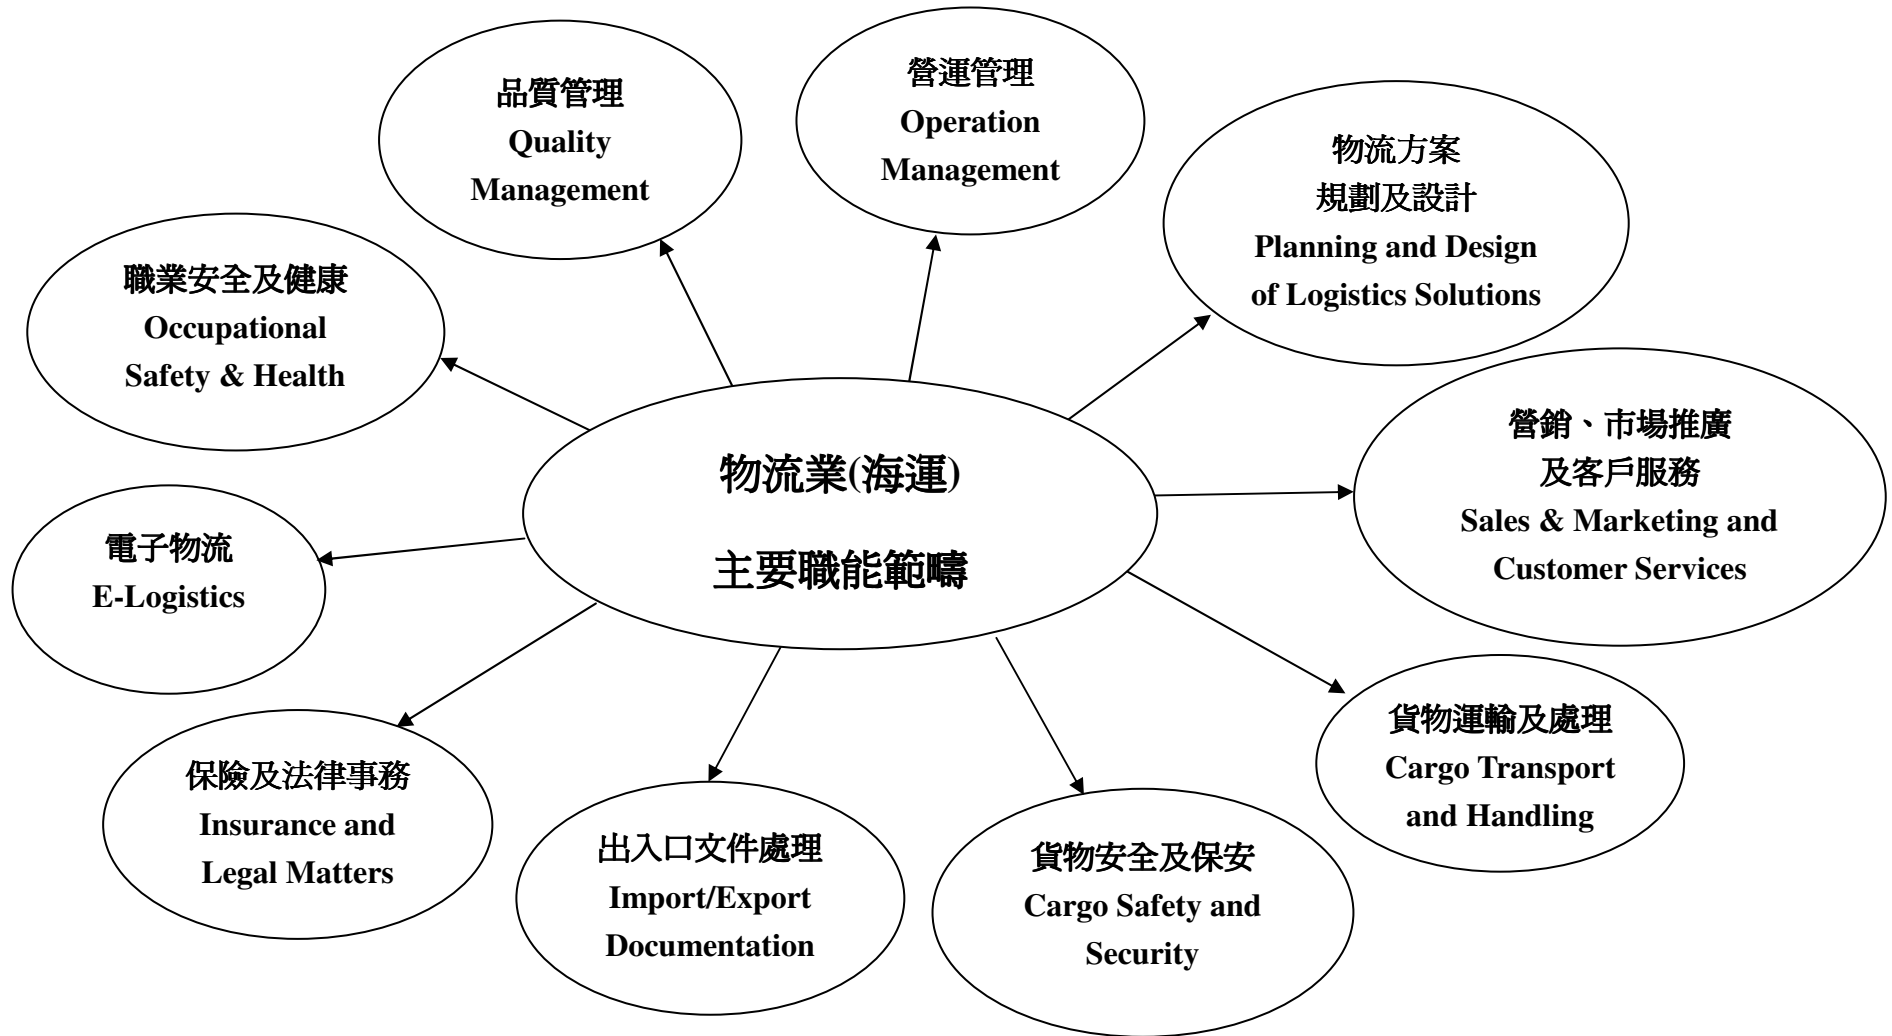 品質管理
Quality
Management
營運管理
Operation
Management
物流方案
規劃及設計
Planning and Design
of Logistics Solutions
職業安全及健康
Occupational
Safety & Health
營銷、市場推廣
及客戶服務
Sales & Marketing and
Customer Services
物流業(海運)
主要職能範疇
電子物流
E-Logistics
貨物運輸及處理
Cargo Transport
and Handling
保險及法律事務
Insurance and
Legal Matters
出入口文件處理
Import/Export
Documentation
貨物安全及保安
Cargo Safety and
Security